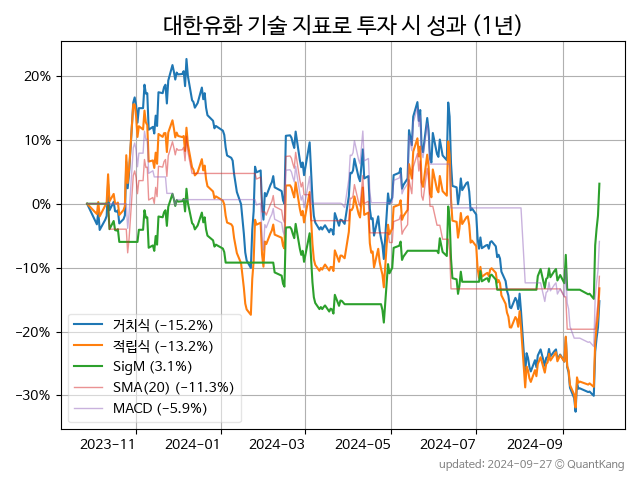 대한유화 기술 지표로 투자 시 성과 (1년)
20%
10%
0%
−10%
−20%
−30%
거치식 (−15.2%)
적립식 (−13.2%)
SigM (3.1%)
SMA(20) (−11.3%)
MACD (−5.9%)
2023−11 2024−01 2024−03 2024−05 2024−07 2024−09
updated: 2024−09−27 @ QuantKang